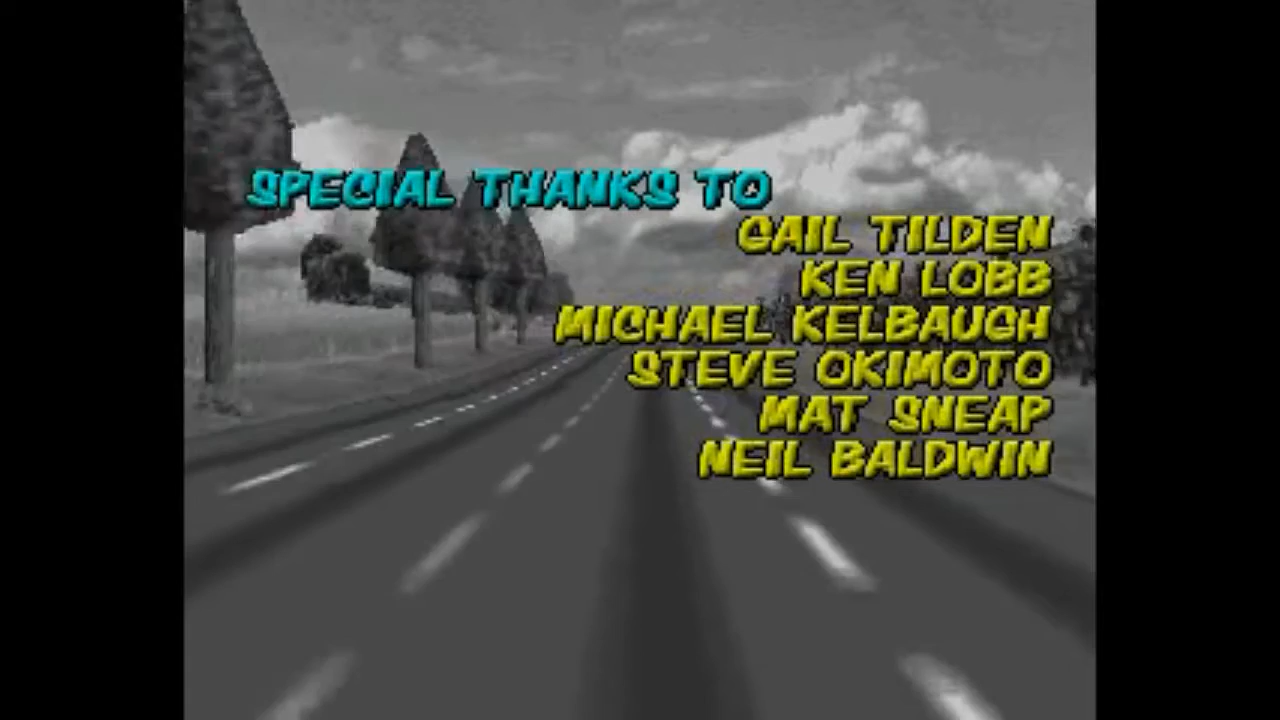 SPECIAL THANKS TO
GAIL TILDEN
KEN LOBB
MICHAEL KELBAUGH
STEVE OKIMOTO
MAT SNEAP
NEIL BALDWIN